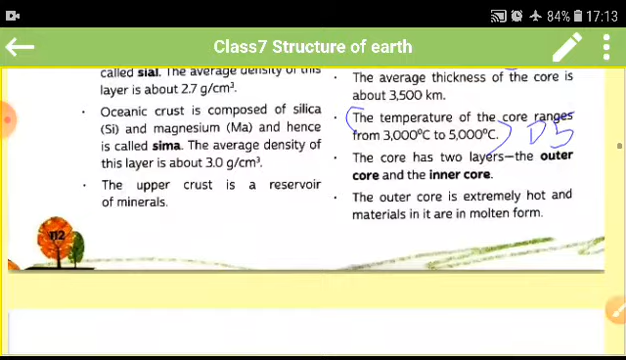 84% 17:13
Class7 Structure of earth
called sial. The average density of this
layer is about 2.7 g/cm³.
· Oceanic crust is composed of silica
(Si) and magnesium (Ma) and hence
is called sima. The average density of
this layer is about 3.0 g/cm³.
· The upper crust is a reservoir
of minerals.
112
The average thickness of the core is
about 3,500 km.
· The temperature of the core ranges
from 3,000⁰C to 5,000⁰C.
· The core has two layers—the outer
core and the inner core.
· The outer core is extremely hot and
materials in it are in molten form.